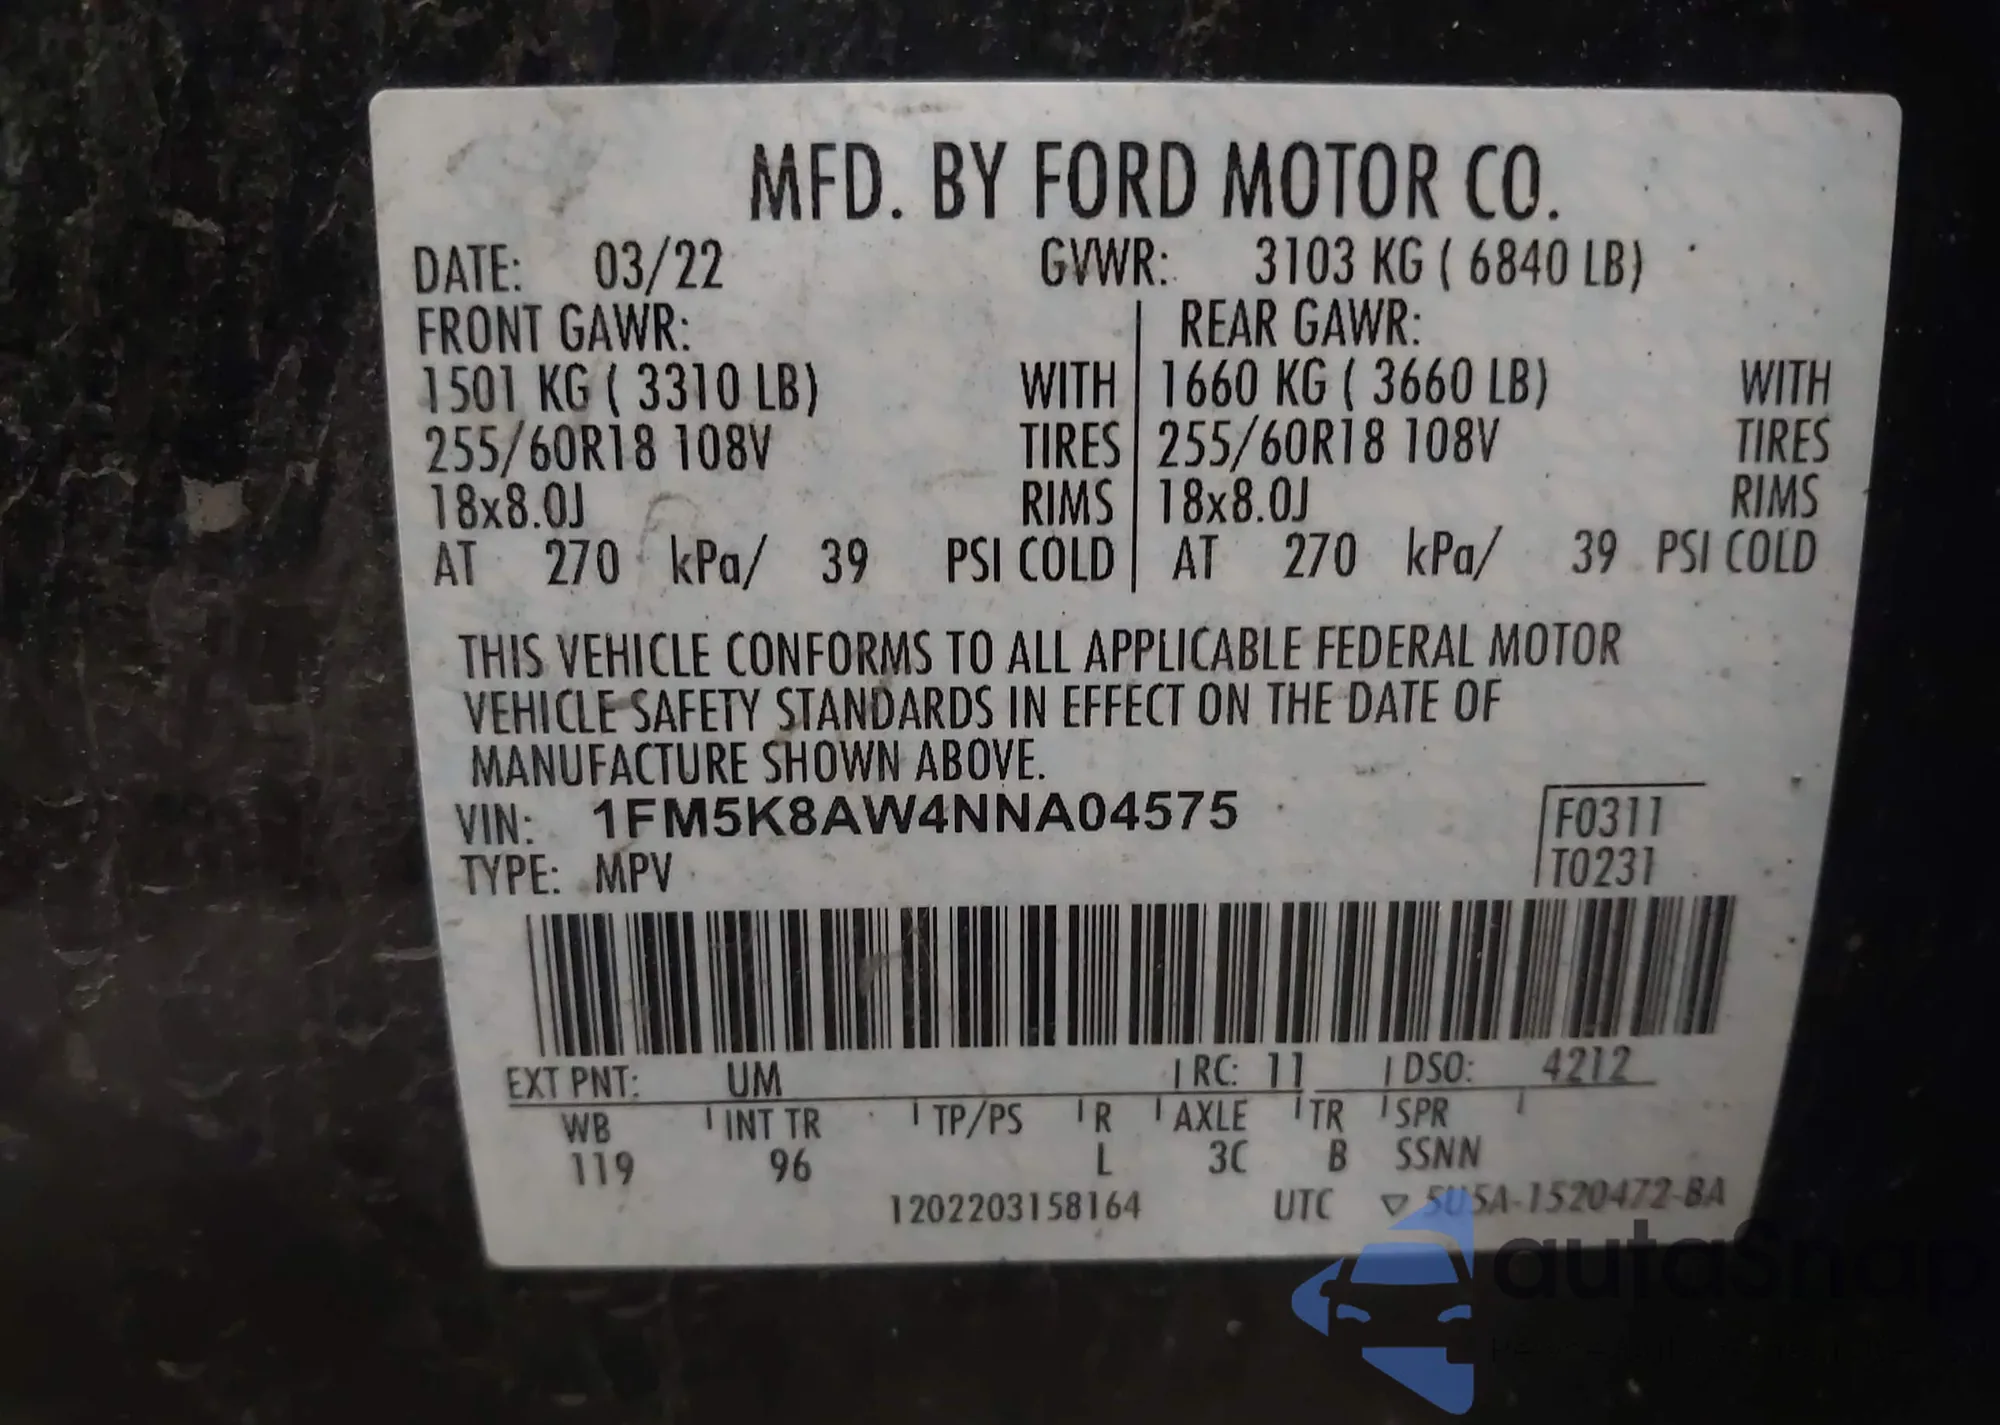 MFD. BY FORD MOTOR CO.
DATE: 03/22 GVWR: 3103 KG ( 6840 LB)
FRONT GAWR: REAR GAWR:
1501 KG ( 3310 LB) WITH 1660 KG ( 3660 LB) WITH
255/60R18 108V TIRES 255/60R18 108V TIRES
18x8.0J RIMS 18x8.0J RIMS
AT 270 kPa/ 39 PSI COLD AT 270 kPa/ 39 PSI COLD
THIS VEHICLE CONFORMS TO ALL APPLICABLE FEDERAL MOTOR
VEHICLE SAFETY STANDARDS IN EFFECT ON THE DATE OF
MANUFACTURE SHOWN ABOVE.
VIN: 1FM5K8AW4NNA04575 F0311
TYPE: MPV T0231
EXT PNT: UM RC: 11 DSO: 4212
WB INT TR TP/PS R AXLE TR SPR
119 96 L 3C B SSNN
1202203158164 UTC ▽ 5U5A-1520472-BA
autaSnap